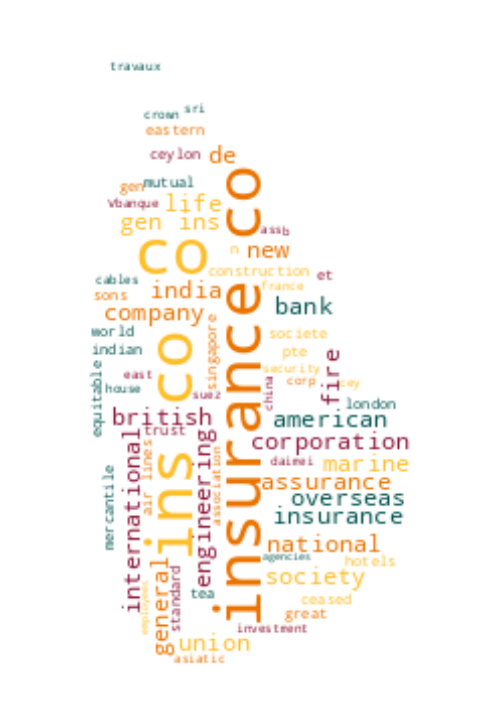 travaux
crown sri
eastern
ceylon de
gen mutual
Vbanque life
gen ins
assb
co
n new
insurance co
construction et
cables france
sons india
company bank
world societe
indian pte
singapore
ins co
fire
security
east china corp cey
equitable house suez
london
british american
trust corporation
international
air lines
engineering
association
daimei marine
mercantile
assurance
overseas
insurance
national
agencies hotels
general
standard
employees
society
tea
ceased
great
investment
union
asiatic